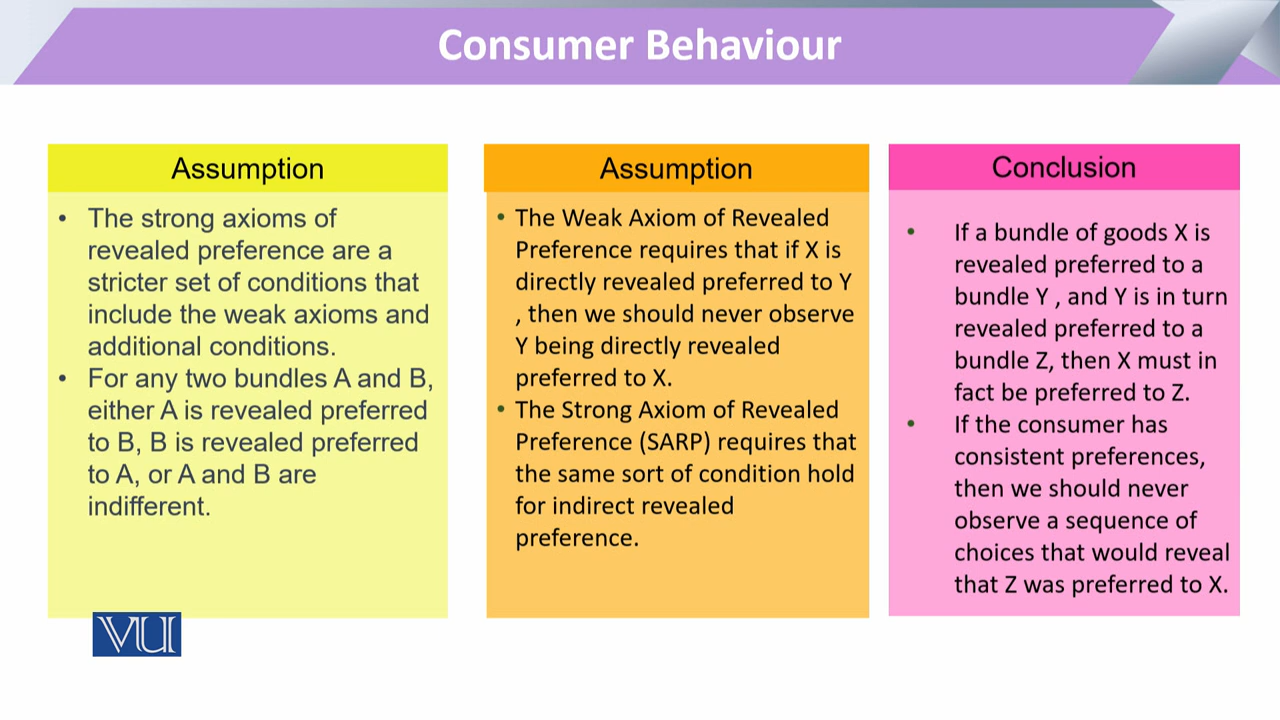 Consumer Behaviour
Assumption
• The strong axioms of
revealed preference are a
stricter set of conditions that
include the weak axioms and
additional conditions.
• For any two bundles A and B,
either A is revealed preferred
to B, B is revealed preferred
to A, or A and B are
indifferent.
Assumption
• The Weak Axiom of Revealed
Preference requires that if X is
directly revealed preferred to Y
, then we should never observe
Y being directly revealed
preferred to X.
• The Strong Axiom of Revealed
Preference (SARP) requires that
the same sort of condition hold
for indirect revealed
preference.
Conclusion
• If a bundle of goods X is
revealed preferred to a
bundle Y , and Y is in turn
revealed preferred to a
bundle Z, then X must in
fact be preferred to Z.
• If the consumer has
consistent preferences,
then we should never
observe a sequence of
choices that would reveal
that Z was preferred to X.
VU